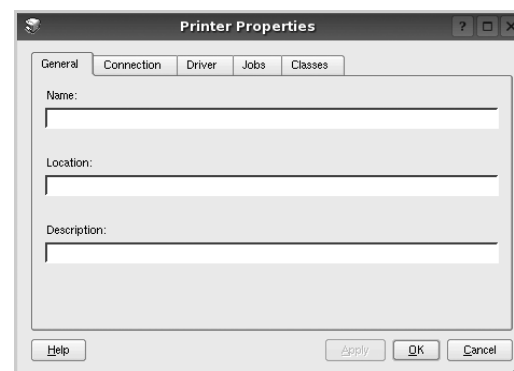 Printer Properties
General Connection Driver Jobs Classes
Name:
Location:
Description:
Help Apply OK Cancel